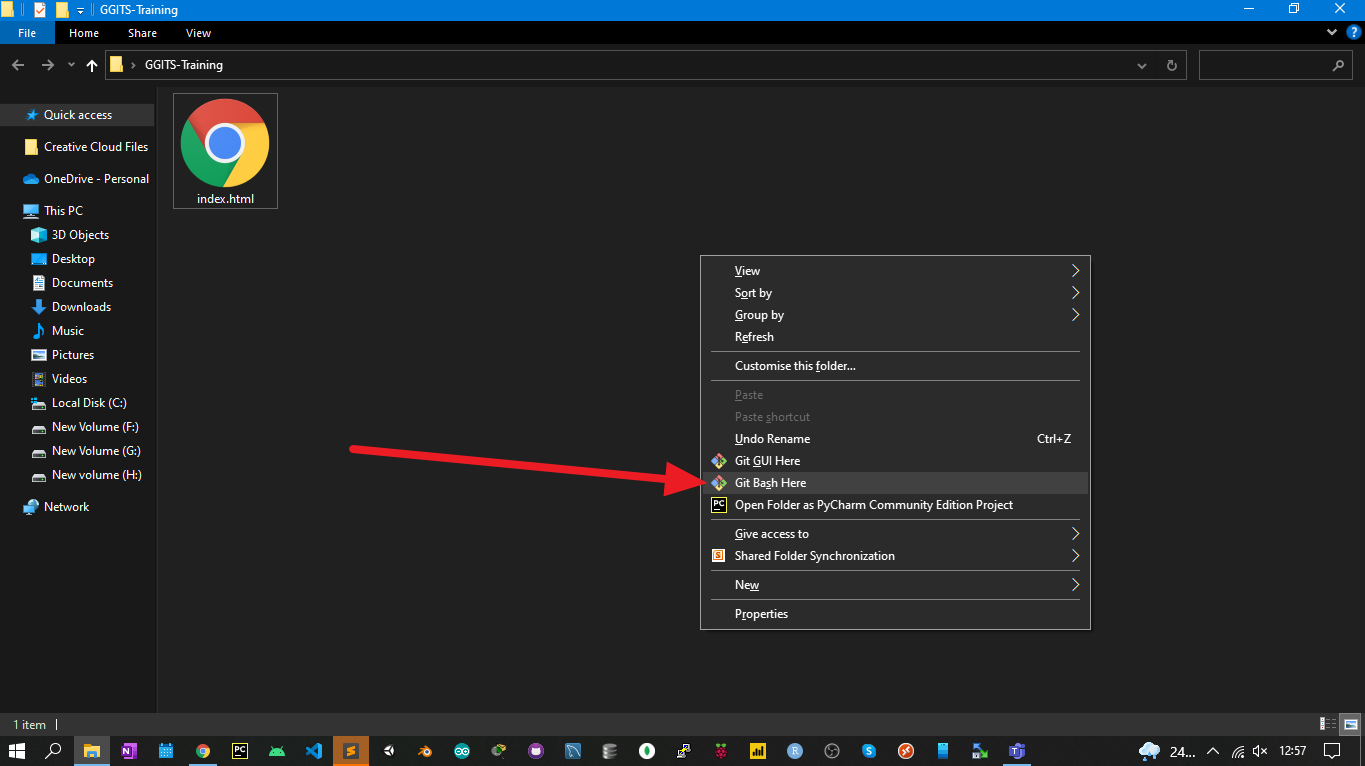 GGITS-Training
File Home Share View
GGITS-Training
Quick access
Creative Cloud Files
OneDrive - Personal
This PC
3D Objects
Desktop
Documents
Downloads
Music
Pictures
Videos
Local Disk (C:)
New Volume (F:)
New Volume (G:)
New volume (H:)
Network
index.html
View
Sort by
Group by
Refresh
Customise this folder...
Paste
Paste shortcut
Undo Rename Ctrl+Z
Git GUI Here
Git Bash Here
PC Open Folder as PyCharm Community Edition Project
Give access to
S Shared Folder Synchronization
New
Properties
1 item
24... 12:57